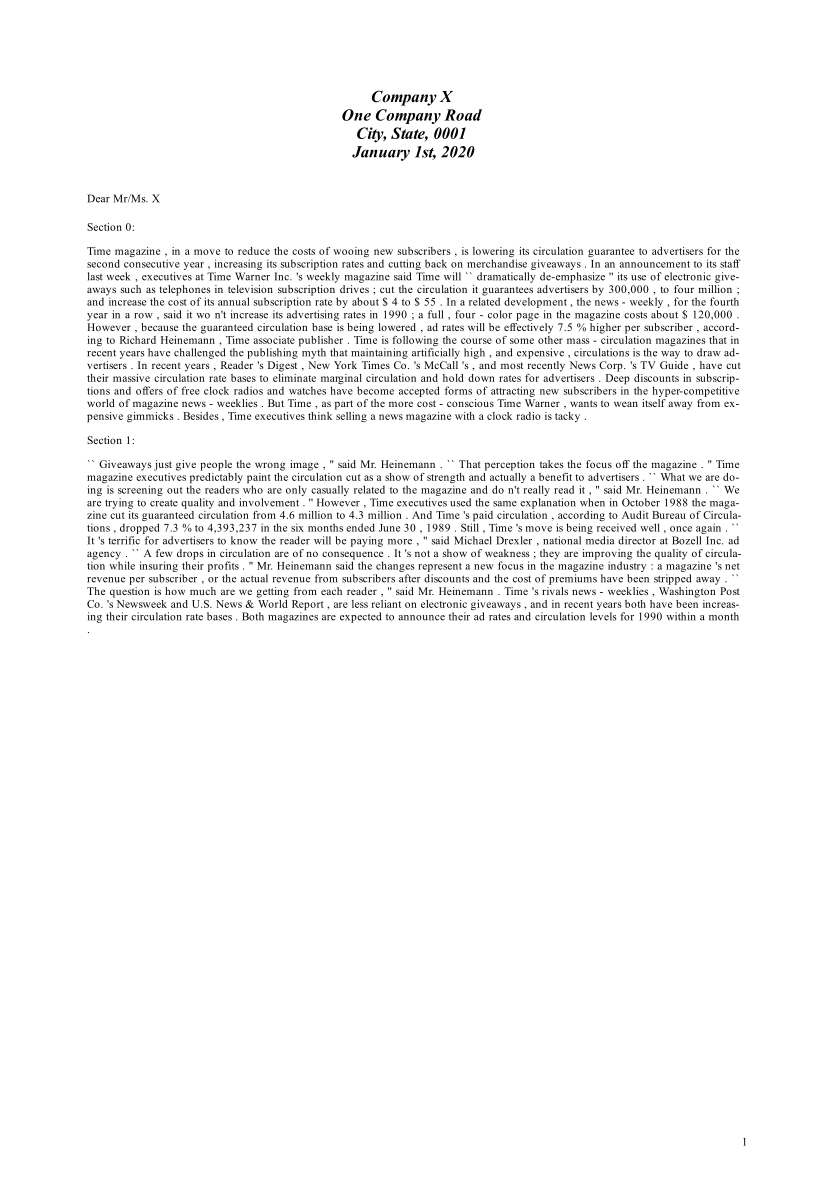 Company X
One Company Road
City, State, 0001
January 1st, 2020
Dear Mr/Ms. X
Section 0:
Time magazine , in a move to reduce the costs of wooing new subscribers , is lowering its circulation guarantee to advertisers for the
second consecutive year , increasing its subscription rates and cutting back on merchandise giveaways . In an announcement to its staff
last week , executives at Time Warner Inc. 's weekly magazine said Time will `` dramatically de-emphasize '' its use of electronic give-
aways such as telephones in television subscription drives ; cut the circulation it guarantees advertisers by 300,000 , to four million ;
and increase the cost of its annual subscription rate by about $ 4 to $ 55 . In a related development , the news - weekly , for the fourth
year in a row , said it wo n't increase its advertising rates in 1990 ; a full , four - color page in the magazine costs about $ 120,000 .
However , because the guaranteed circulation base is being lowered , ad rates will be effectively 7.5 % higher per subscriber , accord-
ing to Richard Heinemann , Time associate publisher . Time is following the course of some other mass - circulation magazines that in
recent years have challenged the publishing myth that maintaining artificially high , and expensive , circulations is the way to draw ad-
vertisers . In recent years , Reader 's Digest , New York Times Co. 's McCall 's , and most recently News Corp. 's TV Guide , have cut
their massive circulation rate bases to eliminate marginal circulation and hold down rates for advertisers . Deep discounts in subscrip-
tions and offers of free clock radios and watches have become accepted forms of attracting new subscribers in the hyper-competitive
world of magazine news - weeklies . But Time , as part of the more cost - conscious Time Warner , wants to wean itself away from ex-
pensive gimmicks . Besides , Time executives think selling a news magazine with a clock radio is tacky .
Section 1:
`` Giveaways just give people the wrong image , '' said Mr. Heinemann . `` That perception takes the focus off the magazine . '' Time
magazine executives predictably paint the circulation cut as a show of strength and actually a benefit to advertisers . `` What we are do-
ing is screening out the readers who are only casually related to the magazine and do n't really read it , '' said Mr. Heinemann . `` We
are trying to create quality and involvement . '' However , Time executives used the same explanation when in October 1988 the maga-
zine cut its guaranteed circulation from 4.6 million to 4.3 million . And Time 's paid circulation , according to Audit Bureau of Circula-
tions , dropped 7.3 % to 4,393,237 in the six months ended June 30 , 1989 . Still , Time 's move is being received well , once again . ``
It 's terrific for advertisers to know the reader will be paying more , '' said Michael Drexler , national media director at Bozell Inc. ad
agency . `` A few drops in circulation are of no consequence . It 's not a show of weakness ; they are improving the quality of circula-
tion while insuring their profits . '' Mr. Heinemann said the changes represent a new focus in the magazine industry : a magazine 's net
revenue per subscriber , or the actual revenue from subscribers after discounts and the cost of premiums have been stripped away . ``
The question is how much are we getting from each reader , '' said Mr. Heinemann . Time 's rivals news - weeklies , Washington Post
Co. 's Newsweek and U.S. News & World Report , are less reliant on electronic giveaways , and in recent years both have been increas-
ing their circulation rate bases . Both magazines are expected to announce their ad rates and circulation levels for 1990 within a month
.
1